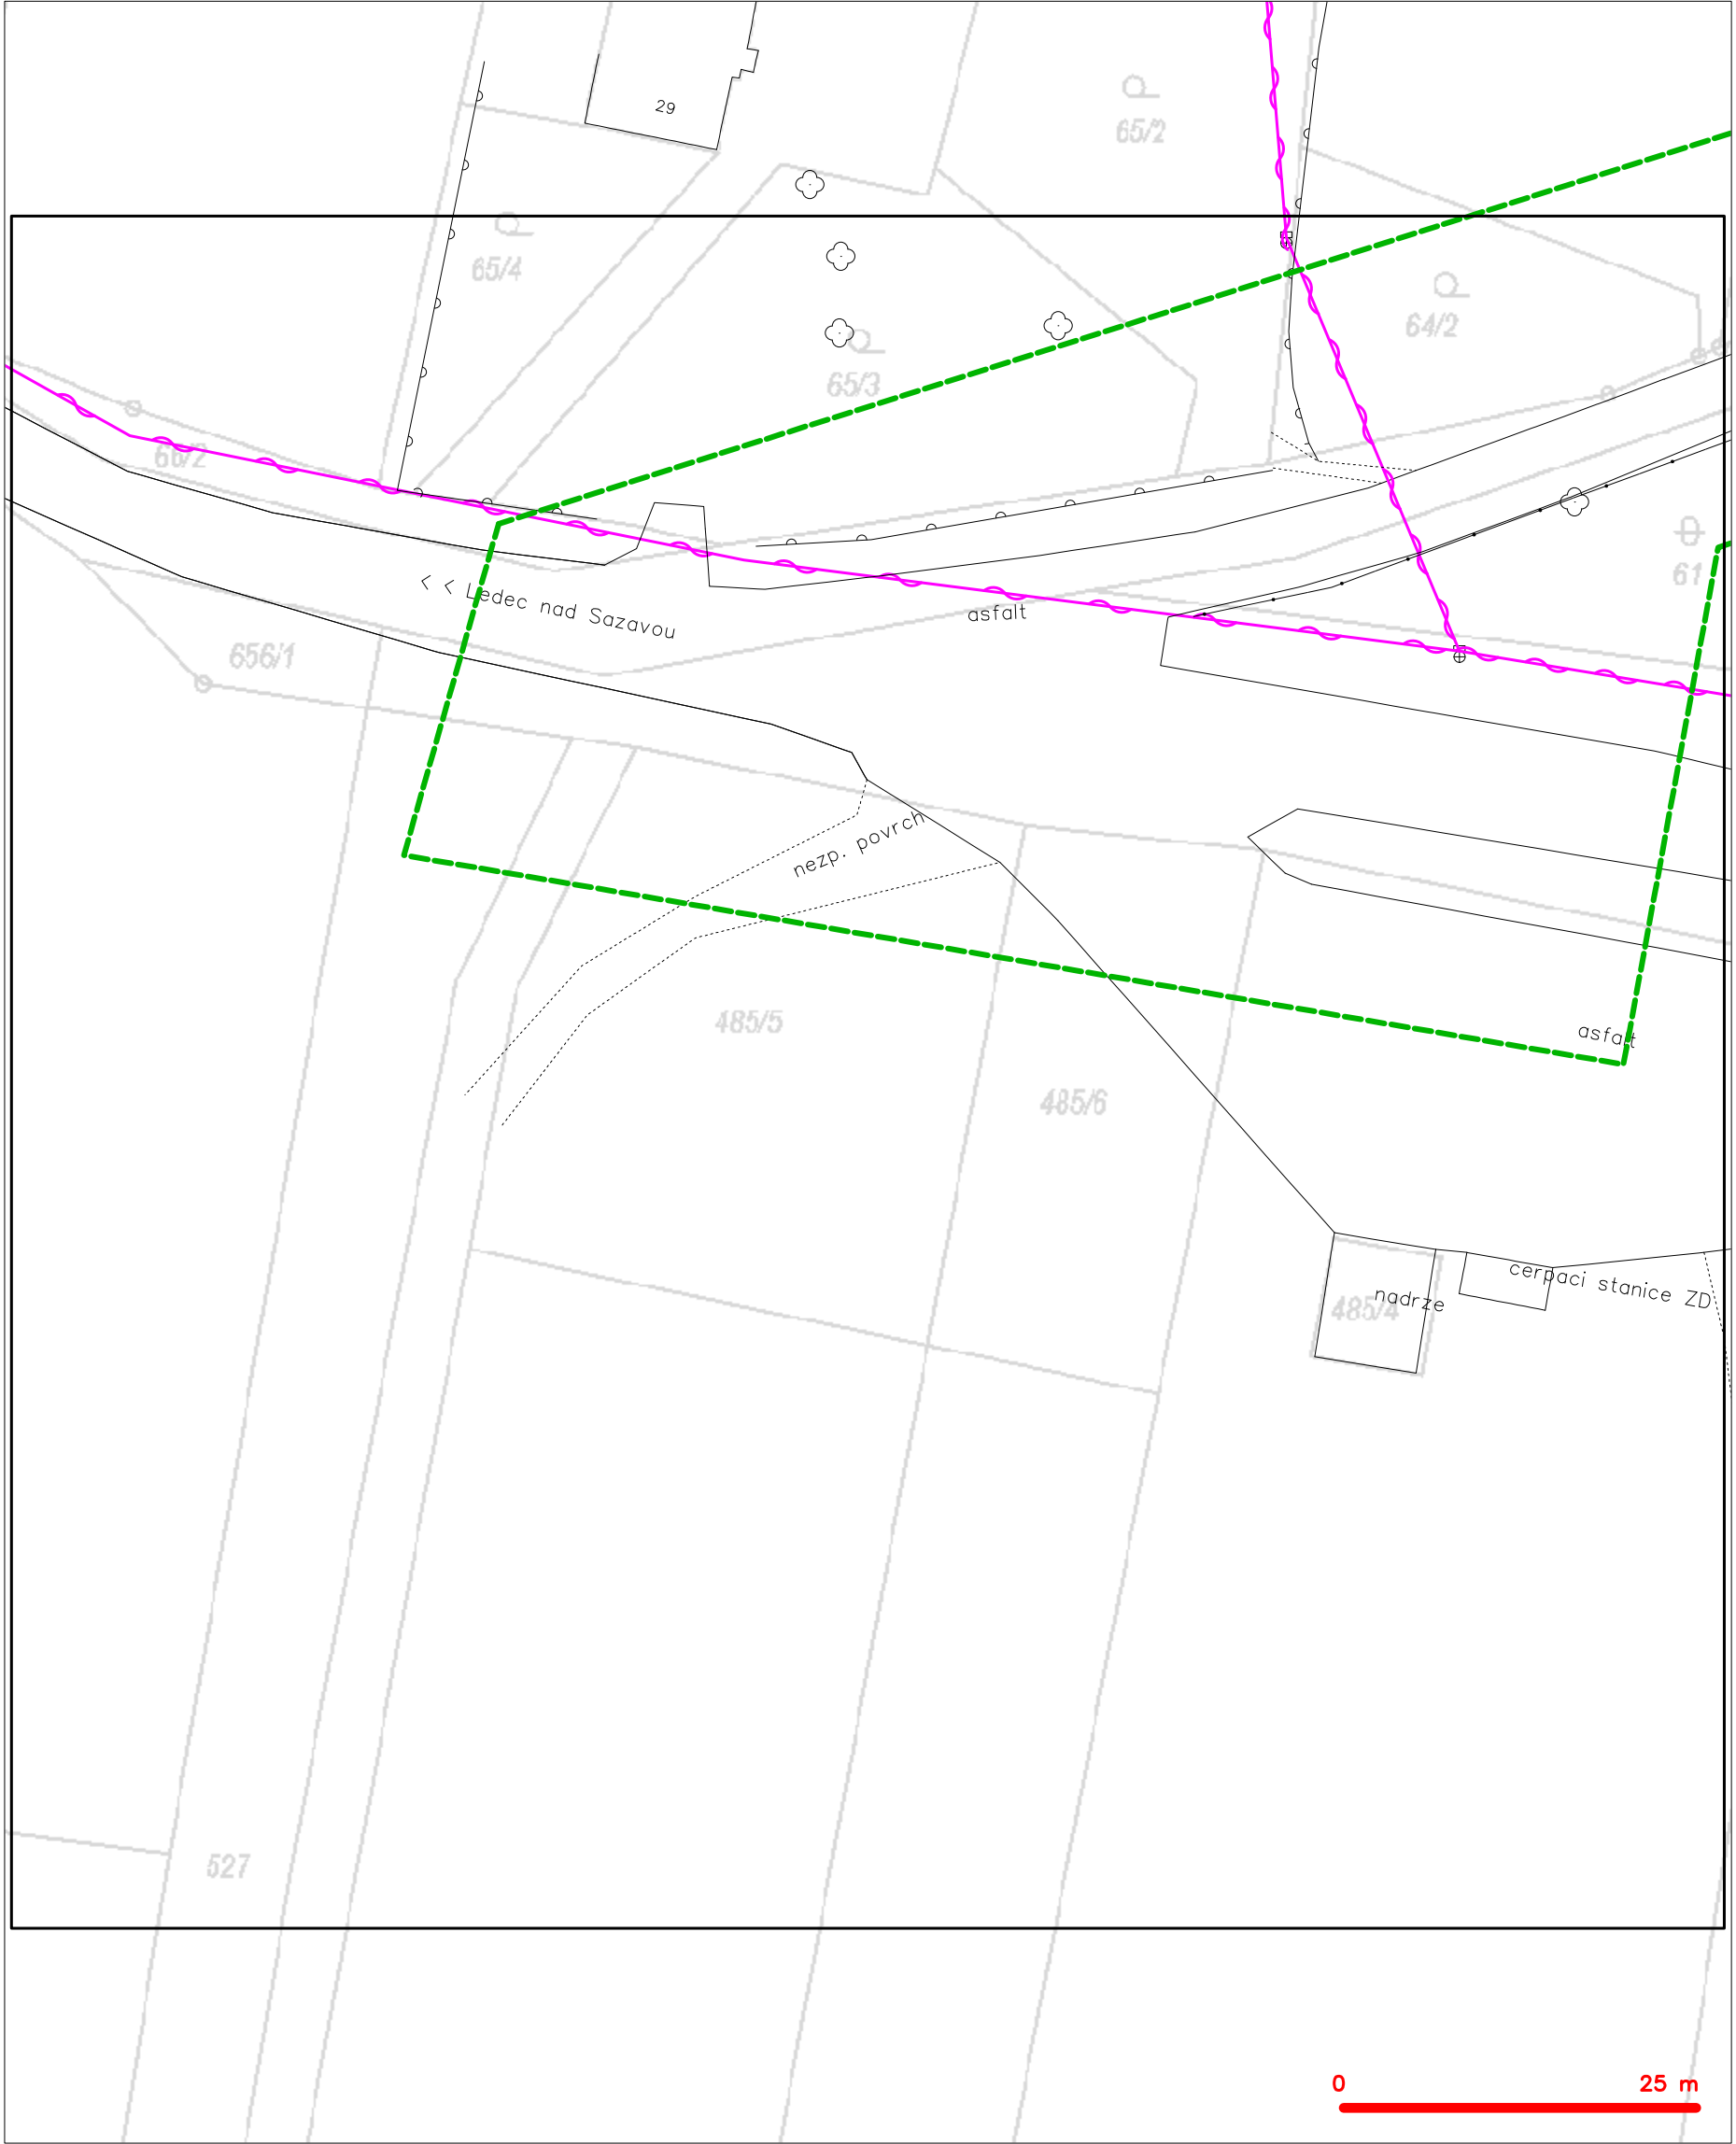 29
65/2
65/4
64/2
65/3
66/2
61
< < Ledec nad Sazavou
asfalt
656/1
nezp. povrch
485/5
asfalt
485/6
cerpaci stanice ZD
nadrze
485/4
527
0 25 m